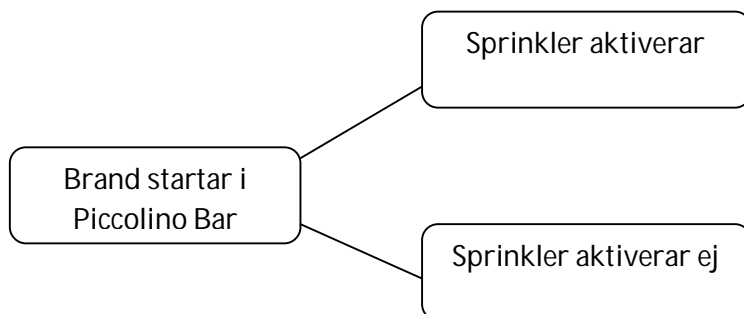 Sprinkler aktiverar
Brand startar i
Piccolino Bar
Sprinkler aktiverar ej